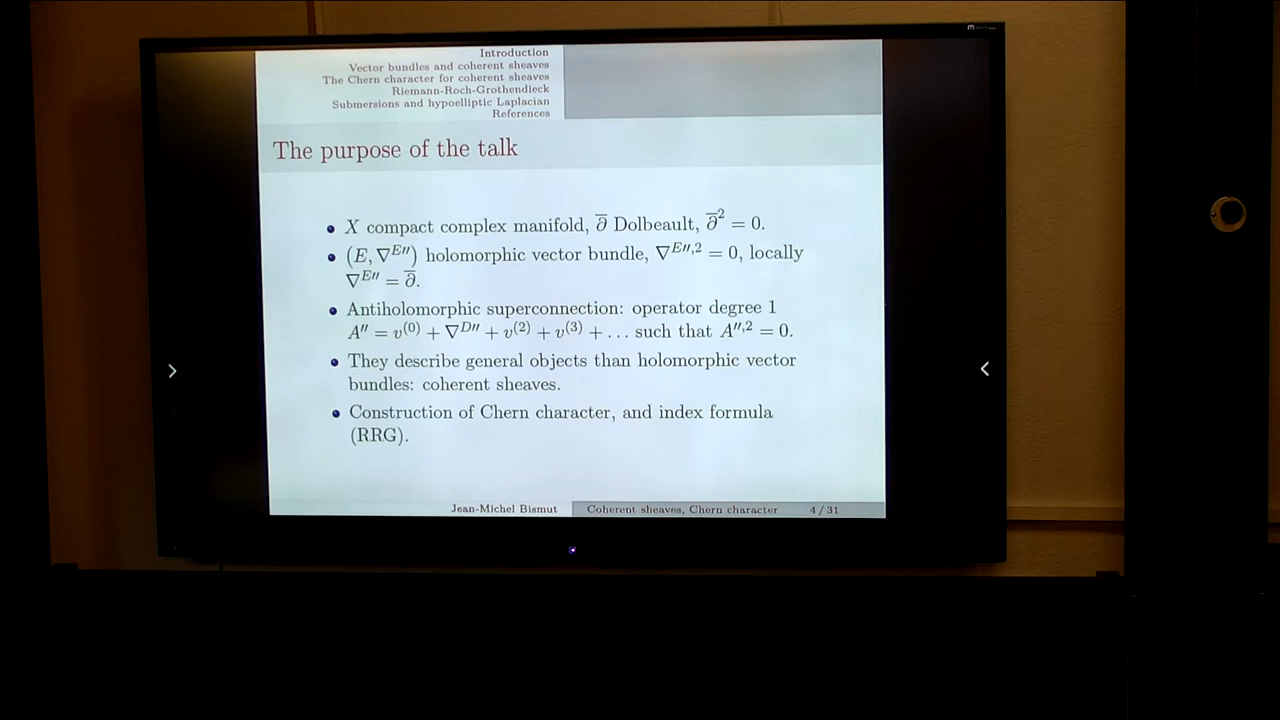 Introduction
Vector bundles and coherent sheaves
The Chern character for coherent sheaves
Riemann-Roch-Grothendieck
Submersions and hypoelliptic Laplacian
References
The purpose of the talk
• X compact complex manifold, ∂̄ Dolbeault, ∂̄² = 0.
• (E, ∇^{E″}) holomorphic vector bundle, ∇^{E″,2} = 0, locally
∇^{E″} = ∂̄.
• Antiholomorphic superconnection: operator degree 1
A″ = v^{(0)} + ∇^{D″} + v^{(2)} + v^{(3)} + … such that A^{″,2} = 0.
• They describe general objects than holomorphic vector
bundles: coherent sheaves.
• Construction of Chern character, and index formula
(RRG).
Jean-Michel Bismut Coherent sheaves, Chern character 4 / 31